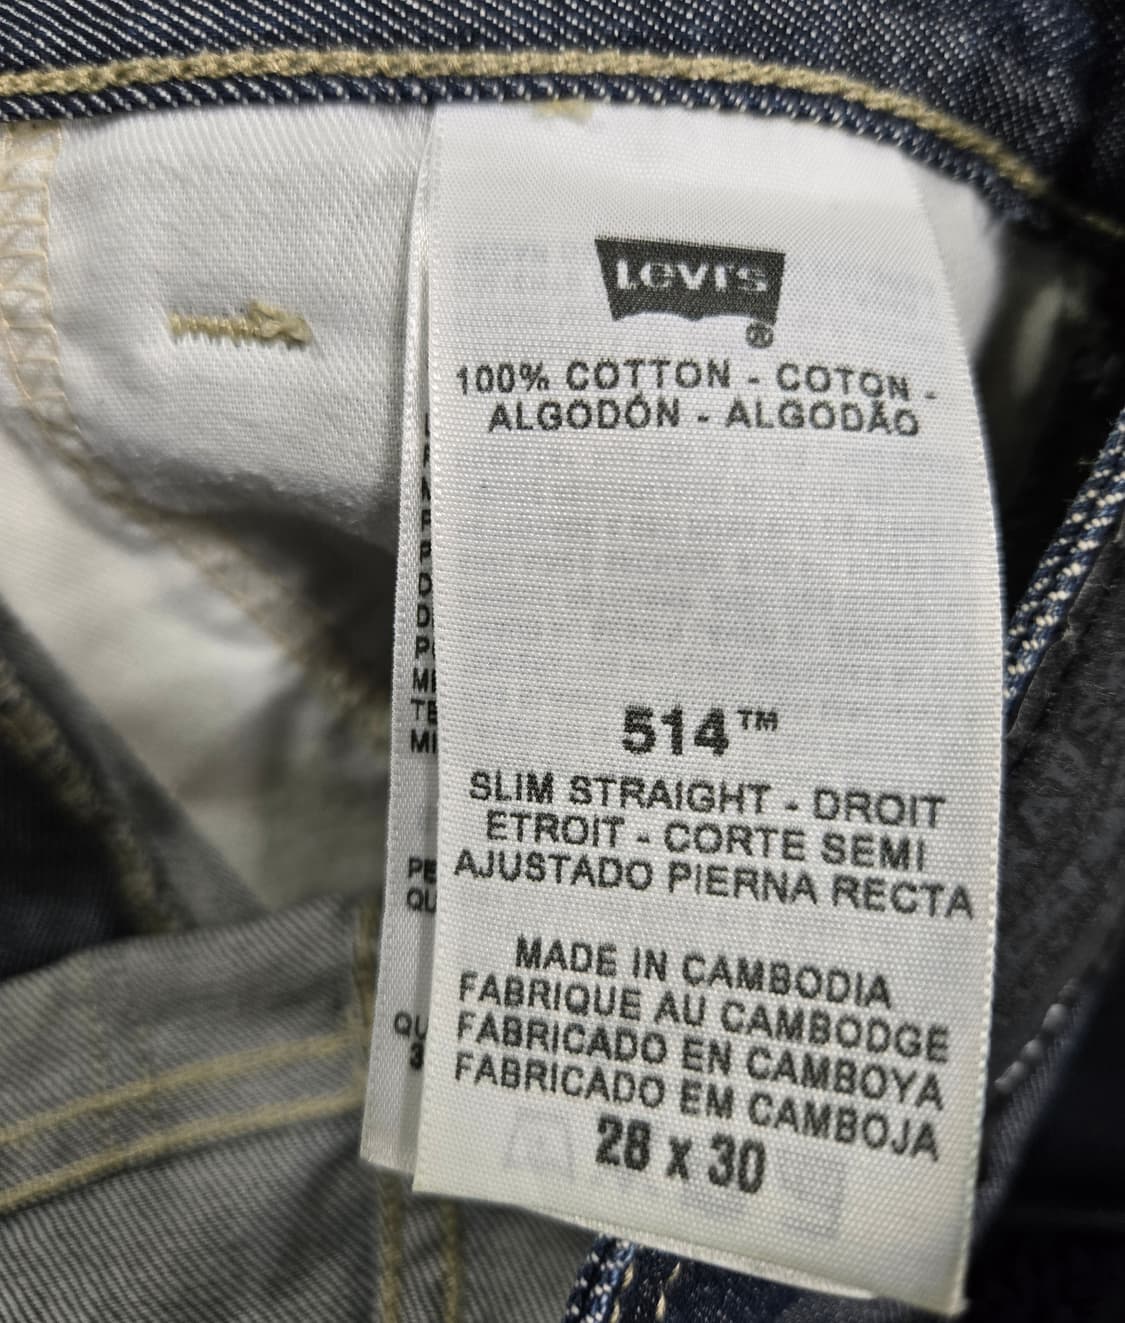 Levi's
®
100% COTTON - COTON -
ALGODÓN - ALGODÃO
514™
SLIM STRAIGHT - DROIT
ETROIT - CORTE SEMI
AJUSTADO PIERNA RECTA
MADE IN CAMBODIA
FABRIQUE AU CAMBODGE
FABRICADO EN CAMBOYA
FABRICADO EM CAMBOJA
28 x 30